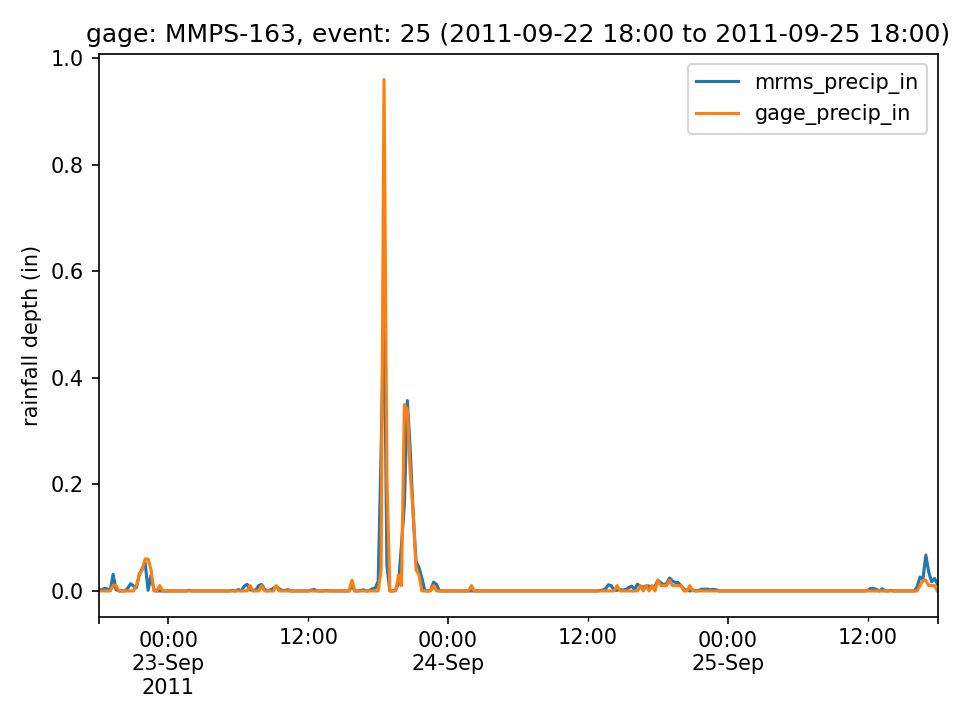 gage: MMPS-163, event: 25 (2011-09-22 18:00 to 2011-09-25 18:00)
mrms_precip_in
gage_precip_in
rainfall depth (in)
1.0
0.8
0.6
0.4
0.2
0.0
00:00 12:00 00:00 12:00 00:00 12:00
23-Sep 24-Sep 25-Sep
2011